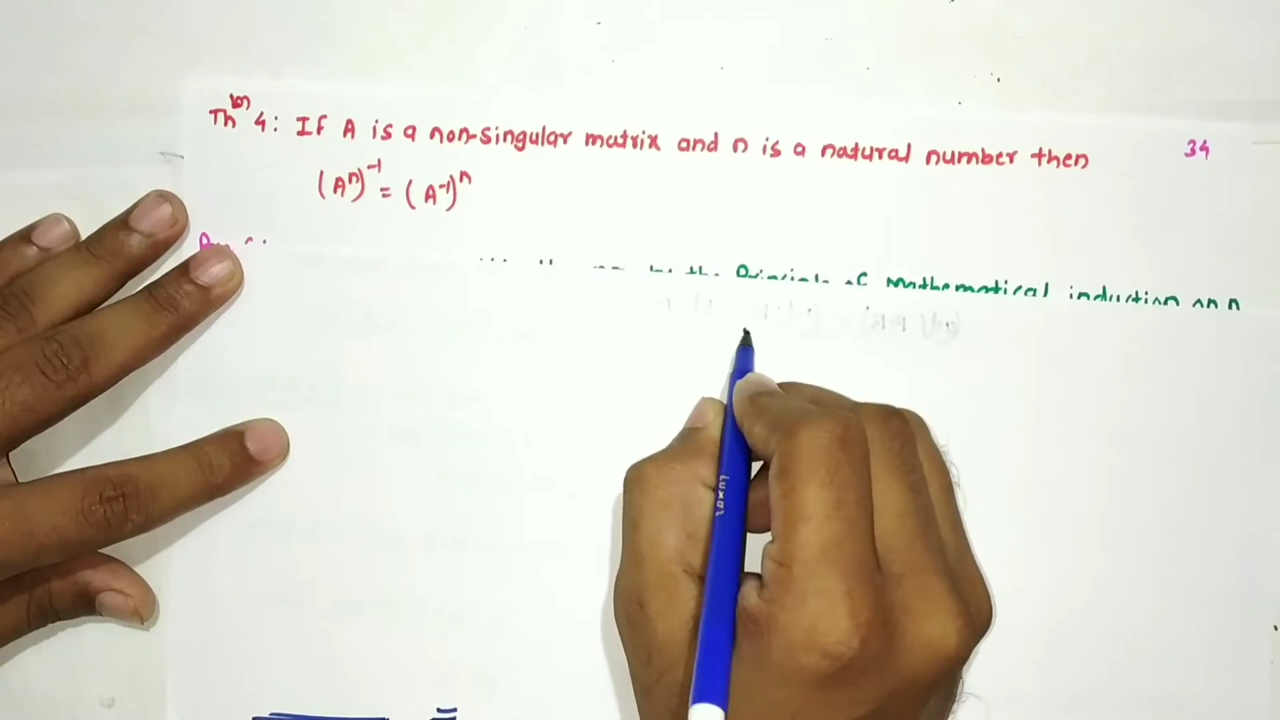 Thm 4: If A is a non-singular matrix and n is a natural number then
34
(Aⁿ)⁻¹ = (A⁻¹)ⁿ
Mathematical induction on n
Luxor